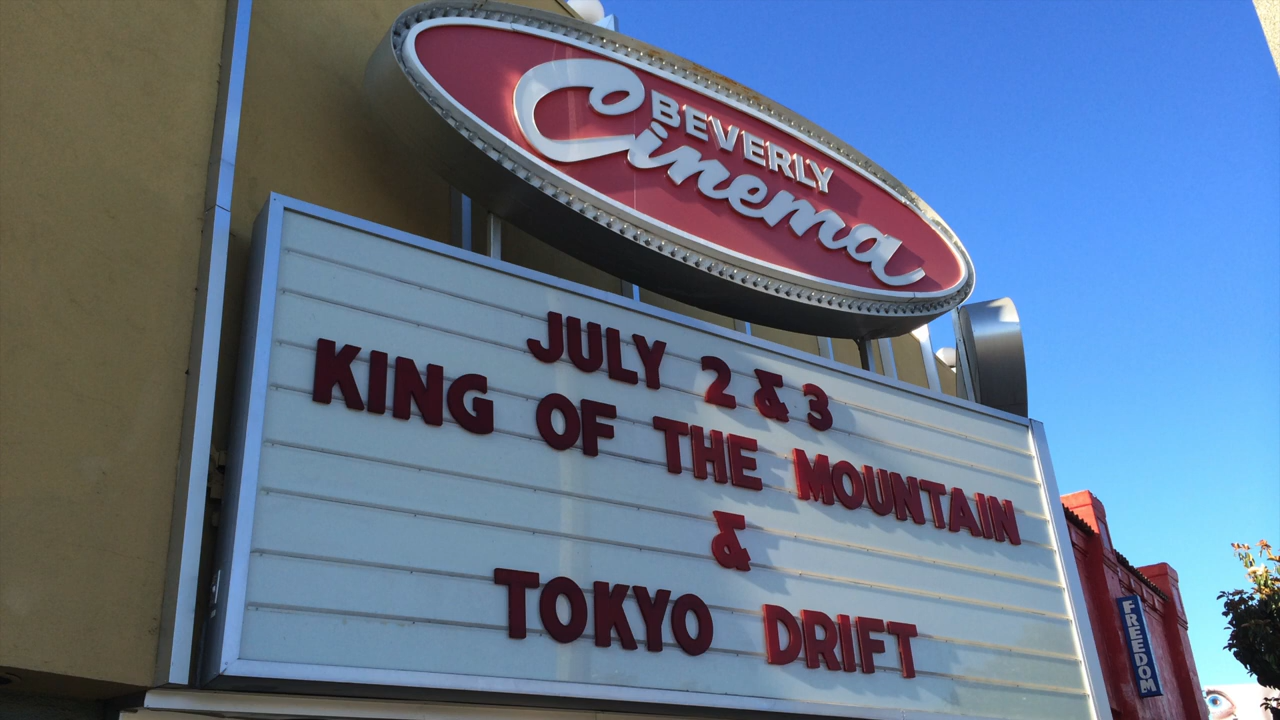 BEVERLY
Cinema
JULY 2 & 3
KING OF THE MOUNTAIN
&
TOKYO DRIFT
FREEDOM